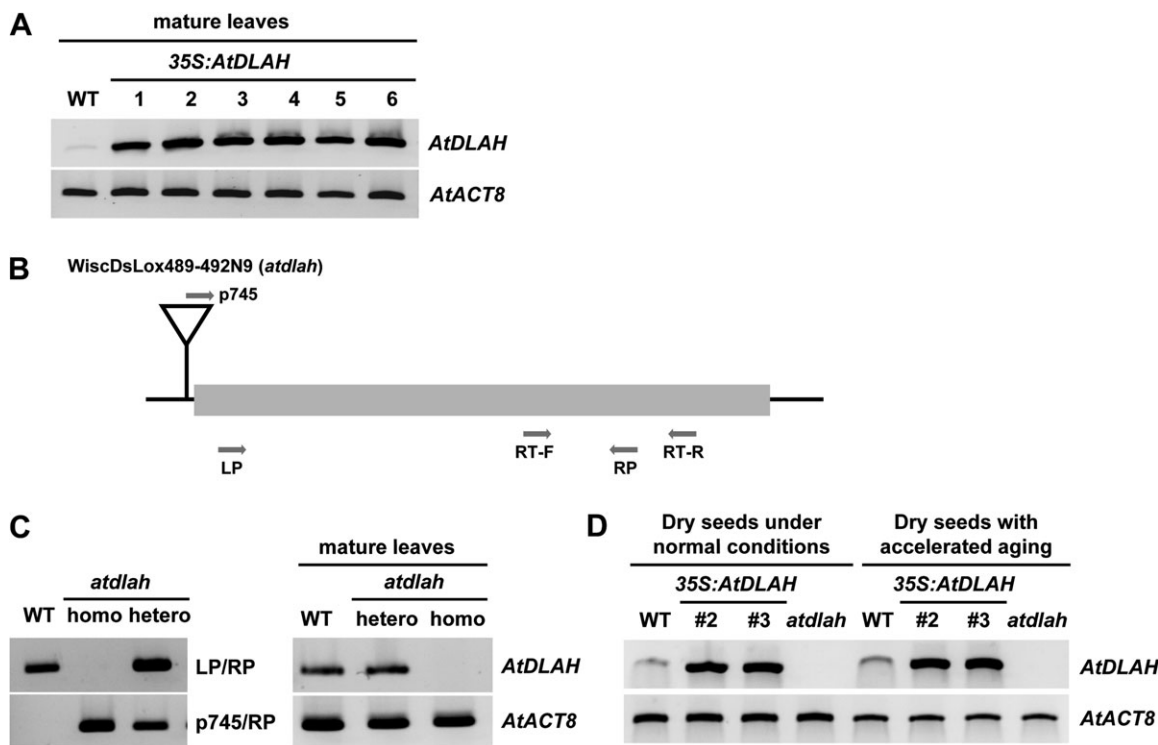 A
mature leaves
35S:AtDLAH
WT 1 2 3 4 5 6
AtDLAH
AtACT8
B
WiscDsLox489-492N9 (atdlah)
p745
LP
RT-F
RP
RT-R
C
atdlah
WT homo hetero
LP/RP
p745/RP
mature leaves
atdlah
WT hetero homo
AtDLAH
AtACT8
D
Dry seeds under
normal conditions
Dry seeds with
accelerated aging
35S:AtDLAH
35S:AtDLAH
WT #2 #3 atdlah WT #2 #3 atdlah
AtDLAH
AtACT8